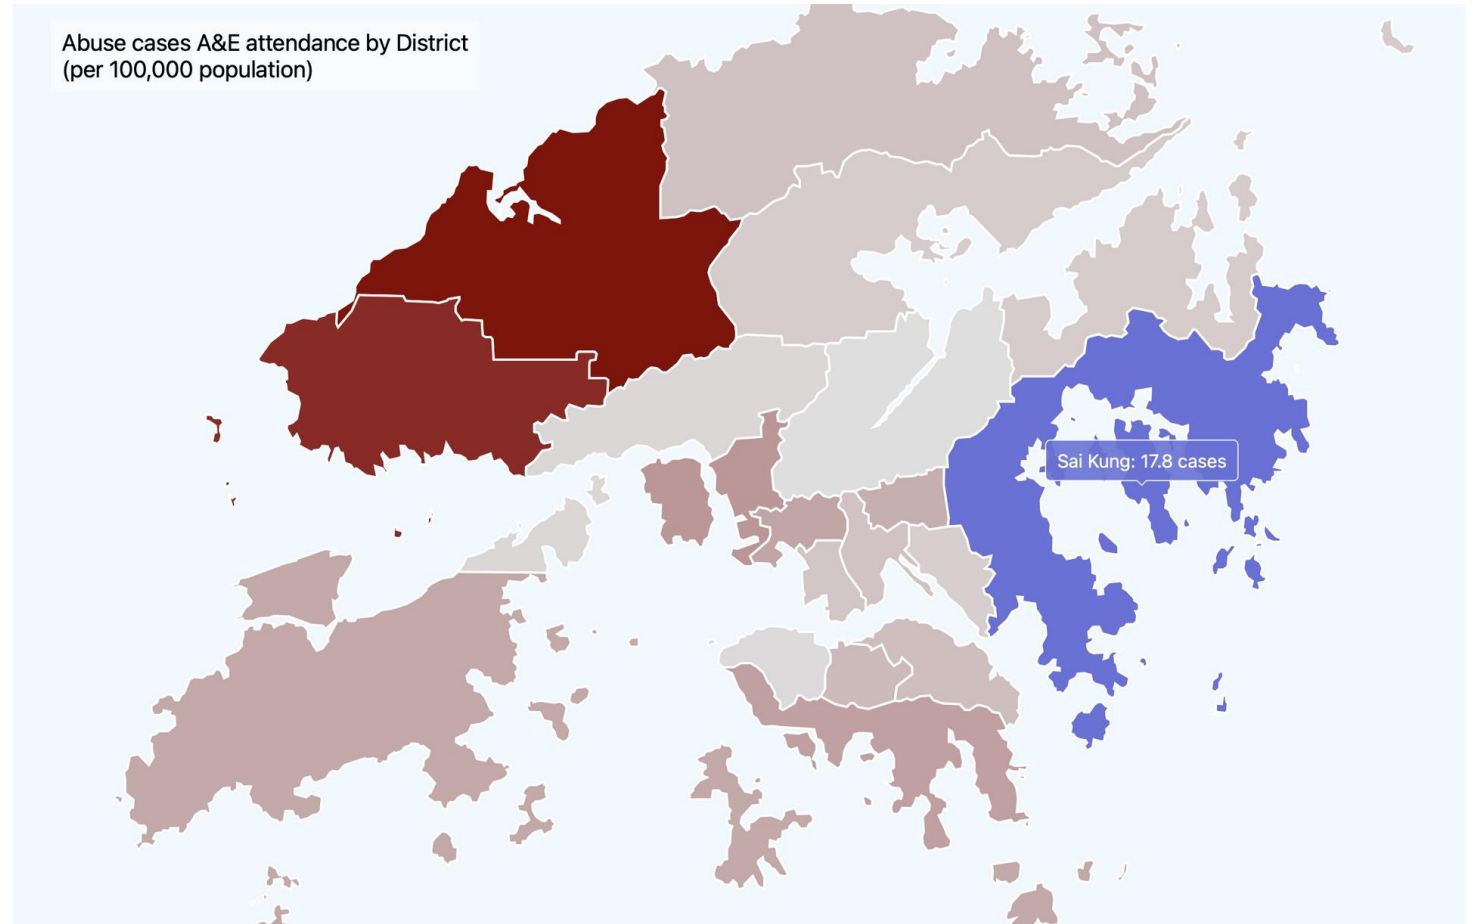 Abuse cases A&E attendance by District
(per 100,000 population)
Sai Kung: 17.8 cases